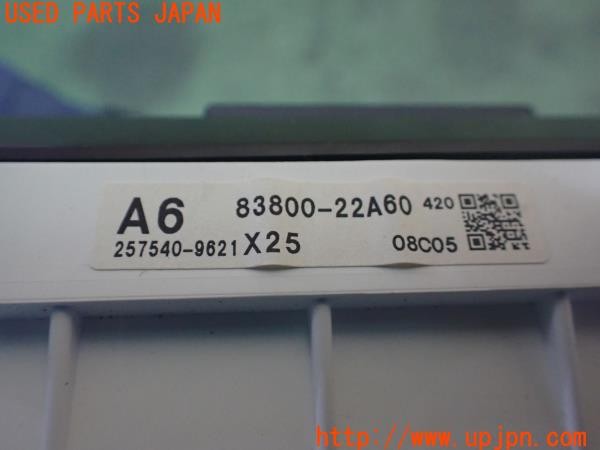 USED PARTS JAPAN
A6 83800-22A60 420
257540-9621 X25 08C05
http://www.upjpn.com/